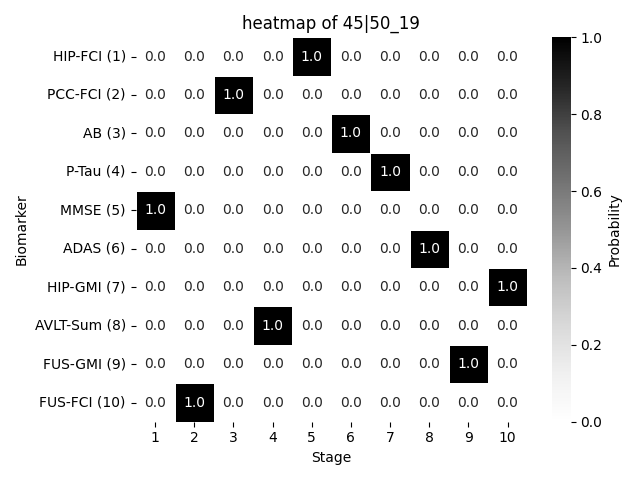 heatmap of 45|50_19
HIP-FCI (1) 0.0 0.0 0.0 0.0 1.0 0.0 0.0 0.0 0.0 0.0
PCC-FCI (2) 0.0 0.0 1.0 0.0 0.0 0.0 0.0 0.0 0.0 0.0
AB (3) 0.0 0.0 0.0 0.0 0.0 1.0 0.0 0.0 0.0 0.0
P-Tau (4) 0.0 0.0 0.0 0.0 0.0 0.0 1.0 0.0 0.0 0.0
MMSE (5) 1.0 0.0 0.0 0.0 0.0 0.0 0.0 0.0 0.0 0.0
ADAS (6) 0.0 0.0 0.0 0.0 0.0 0.0 0.0 1.0 0.0 0.0
HIP-GMI (7) 0.0 0.0 0.0 0.0 0.0 0.0 0.0 0.0 0.0 1.0
AVLT-Sum (8) 0.0 0.0 0.0 1.0 0.0 0.0 0.0 0.0 0.0 0.0
FUS-GMI (9) 0.0 0.0 0.0 0.0 0.0 0.0 0.0 0.0 1.0 0.0
FUS-FCI (10) 0.0 1.0 0.0 0.0 0.0 0.0 0.0 0.0 0.0 0.0
1 2 3 4 5 6 7 8 9 10
Stage
Biomarker
1.0
0.8
0.6
0.4
0.2
0.0
Probability